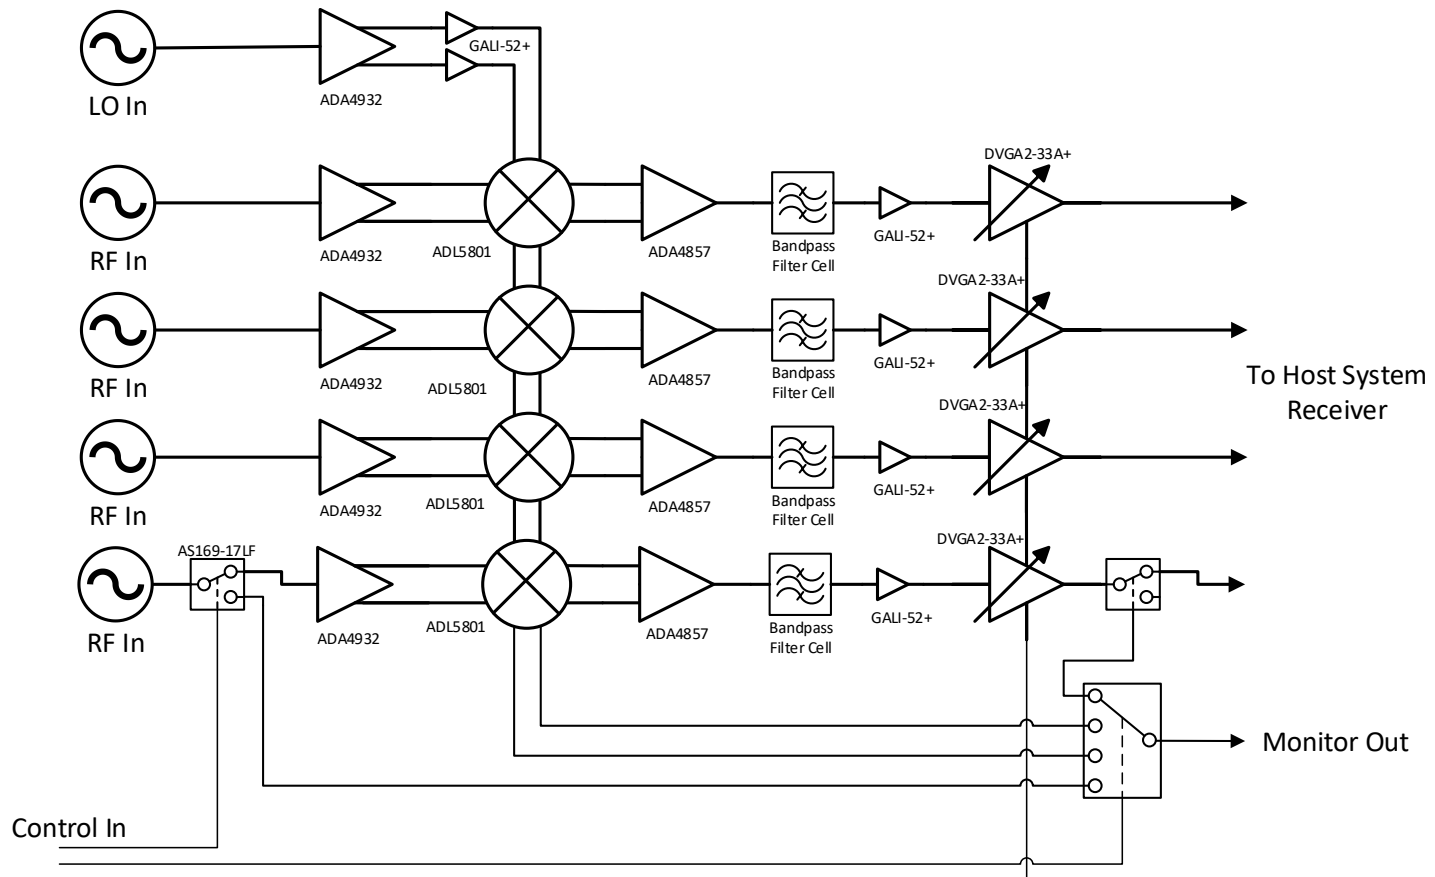 GALI-52+
LO In
ADA4932
DVGA2-33A+
RF In
ADA4932
ADL5801
ADA4857
Bandpass
Filter Cell
GALI-52+
DVGA2-33A+
RF In
ADA4932
ADL5801
ADA4857
Bandpass
Filter Cell
GALI-52+
To Host System
Receiver
DVGA2-33A+
RF In
ADA4932
ADL5801
ADA4857
Bandpass
Filter Cell
GALI-52+
DVGA2-33A+
AS169-17LF
RF In
ADA4932
ADL5801
ADA4857
Bandpass
Filter Cell
GALI-52+
Monitor Out
Control In